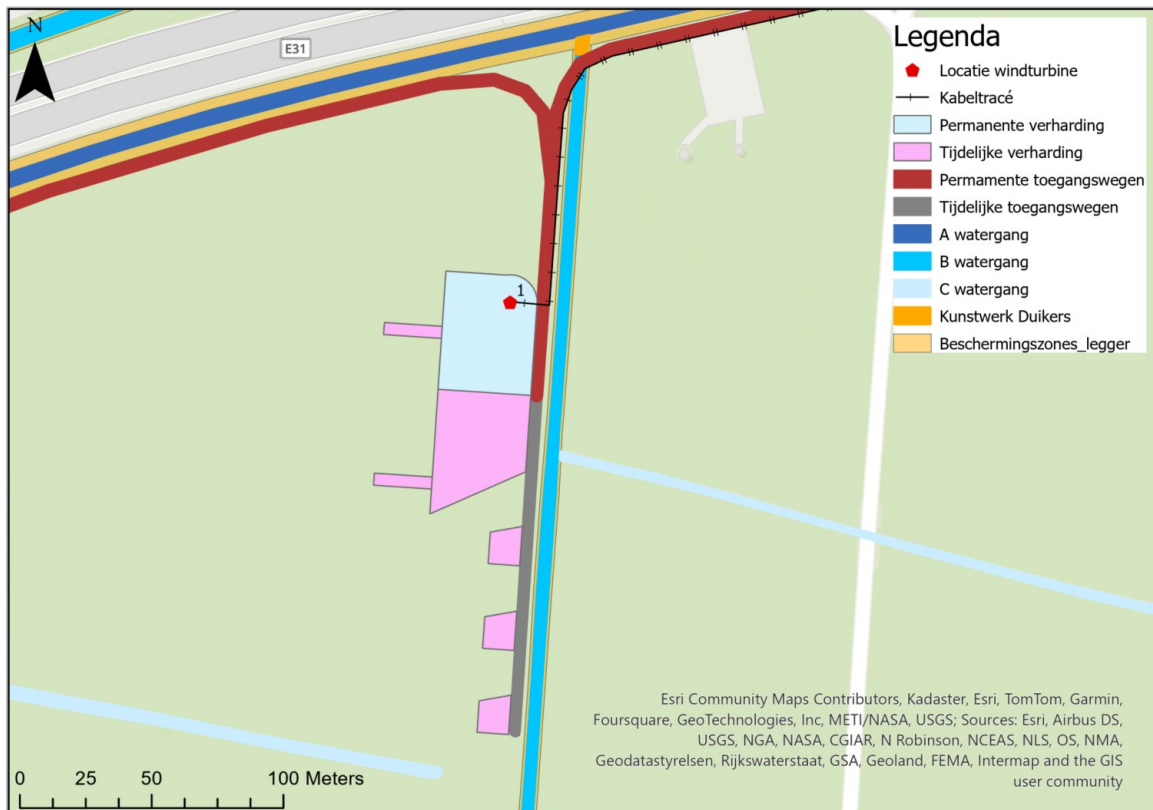 N
E31
1
Legenda
Locatie windturbine
Kabeltracé
Permanente verharding
Tijdelijke verharding
Permamente toegangswegen
Tijdelijke toegangswegen
A watergang
B watergang
C watergang
Kunstwerk Duikers
Beschermingszones_legger
Esri Community Maps Contributors, Kadaster, Esri, TomTom, Garmin,
Foursquare, GeoTechnologies, Inc, METI/NASA, USGS; Sources: Esri, Airbus DS,
USGS, NGA, NASA, CGIAR, N Robinson, NCEAS, NLS, OS, NMA,
Geodatastyrelsen, Rijkswaterstaat, GSA, Geoland, FEMA, Intermap and the GIS
user community
0 25 50 100 Meters